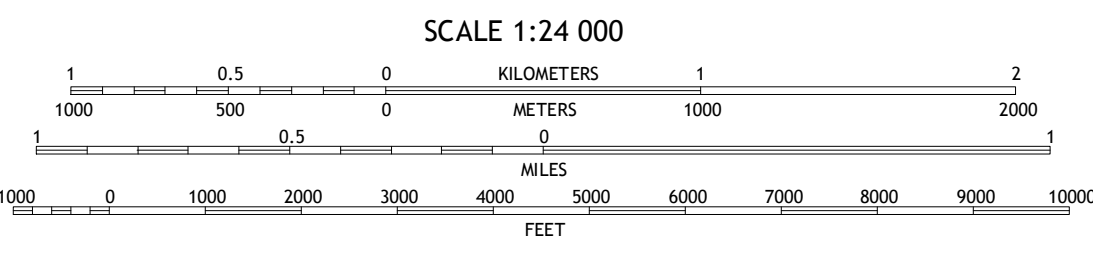 SCALE 1:24 000
1 0.5 0 KILOMETERS 1 2
1000 500 0 METERS 1000 2000
1 0.5 0 1
MILES
1000 0 1000 2000 3000 4000 5000 6000 7000 8000 9000 10000
FEET